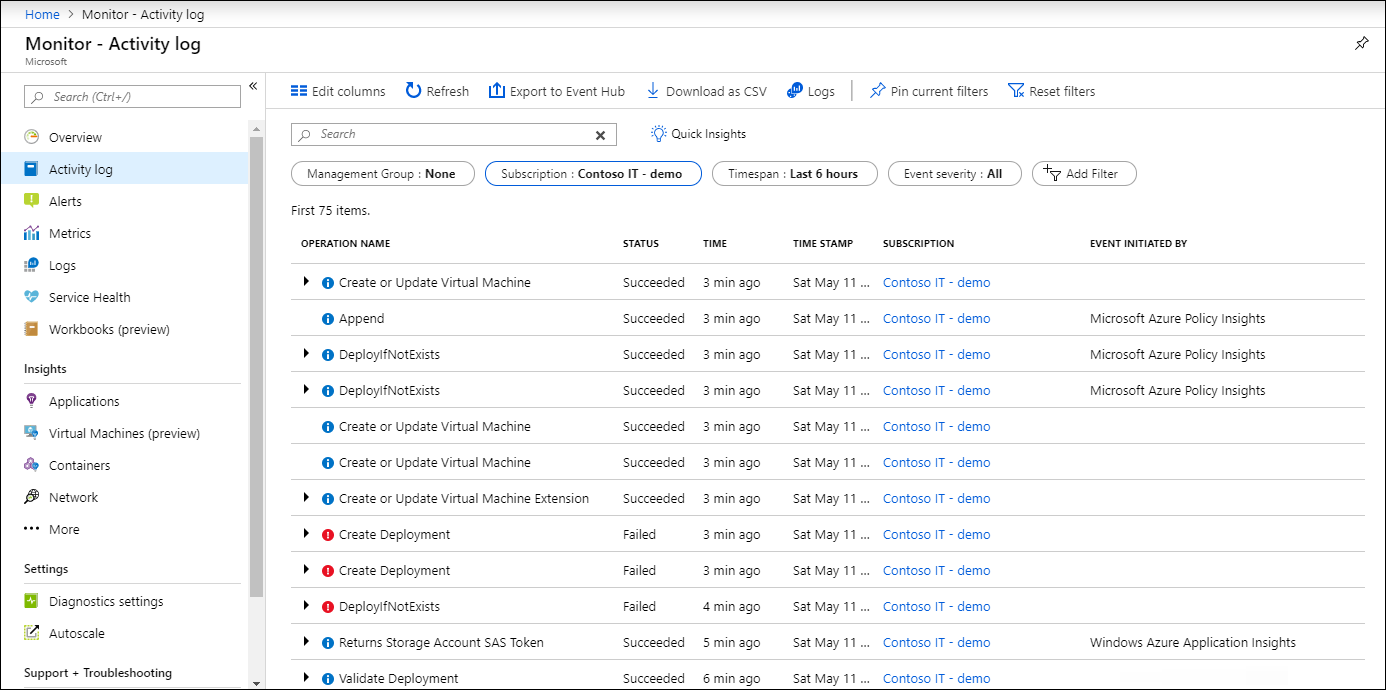 Home > Monitor - Activity log
Monitor - Activity log
Microsoft
Search (Ctrl+/)
«
Overview
Activity log
Alerts
Metrics
Logs
Service Health
Workbooks (preview)
Insights
Applications
Virtual Machines (preview)
Containers
Network
More
Settings
Diagnostics settings
Autoscale
Support + Troubleshooting
Edit columns Refresh Export to Event Hub Download as CSV Logs Pin current filters Reset filters
Search Quick Insights
Management Group : None Subscription : Contoso IT - demo Timespan : Last 6 hours Event severity : All Add Filter
First 75 items.
OPERATION NAME STATUS TIME TIME STAMP SUBSCRIPTION EVENT INITIATED BY
Create or Update Virtual Machine Succeeded 3 min ago Sat May 11 ... Contoso IT - demo
Append Succeeded 3 min ago Sat May 11 ... Contoso IT - demo Microsoft Azure Policy Insights
DeployIfNotExists Succeeded 3 min ago Sat May 11 ... Contoso IT - demo Microsoft Azure Policy Insights
DeployIfNotExists Succeeded 3 min ago Sat May 11 ... Contoso IT - demo Microsoft Azure Policy Insights
Create or Update Virtual Machine Succeeded 3 min ago Sat May 11 ... Contoso IT - demo
Create or Update Virtual Machine Succeeded 3 min ago Sat May 11 ... Contoso IT - demo
Create or Update Virtual Machine Extension Succeeded 3 min ago Sat May 11 ... Contoso IT - demo
Create Deployment Failed 3 min ago Sat May 11 ... Contoso IT - demo
Create Deployment Failed 3 min ago Sat May 11 ... Contoso IT - demo
DeployIfNotExists Failed 4 min ago Sat May 11 ... Contoso IT - demo
Returns Storage Account SAS Token Succeeded 5 min ago Sat May 11 ... Contoso IT - demo Windows Azure Application Insights
Validate Deployment Succeeded 6 min ago Sat May 11 ... Contoso IT - demo